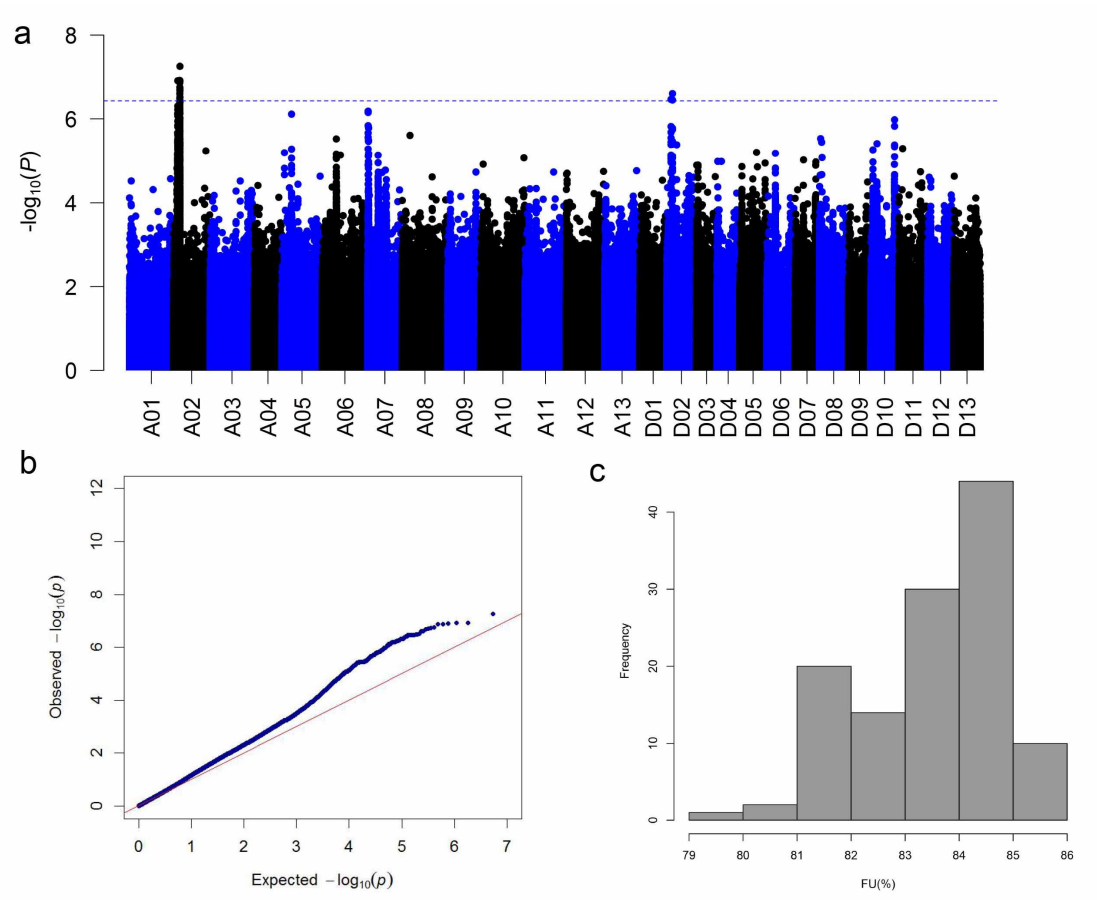 a
8
6
4
2
0
-log10(P)
A01 A02 A03 A04 A05 A06 A07 A08 A09 A10 A11 A12 A13 D01 D02 D03 D04 D05 D06 D07 D08 D09 D10 D11 D12 D13
b
12
10
8
6
4
2
0
Observed −log10(p)
0 1 2 3 4 5 6 7
Expected −log10(p)
c
40
30
20
10
0
Frequency
79 80 81 82 83 84 85 86
FU(%)